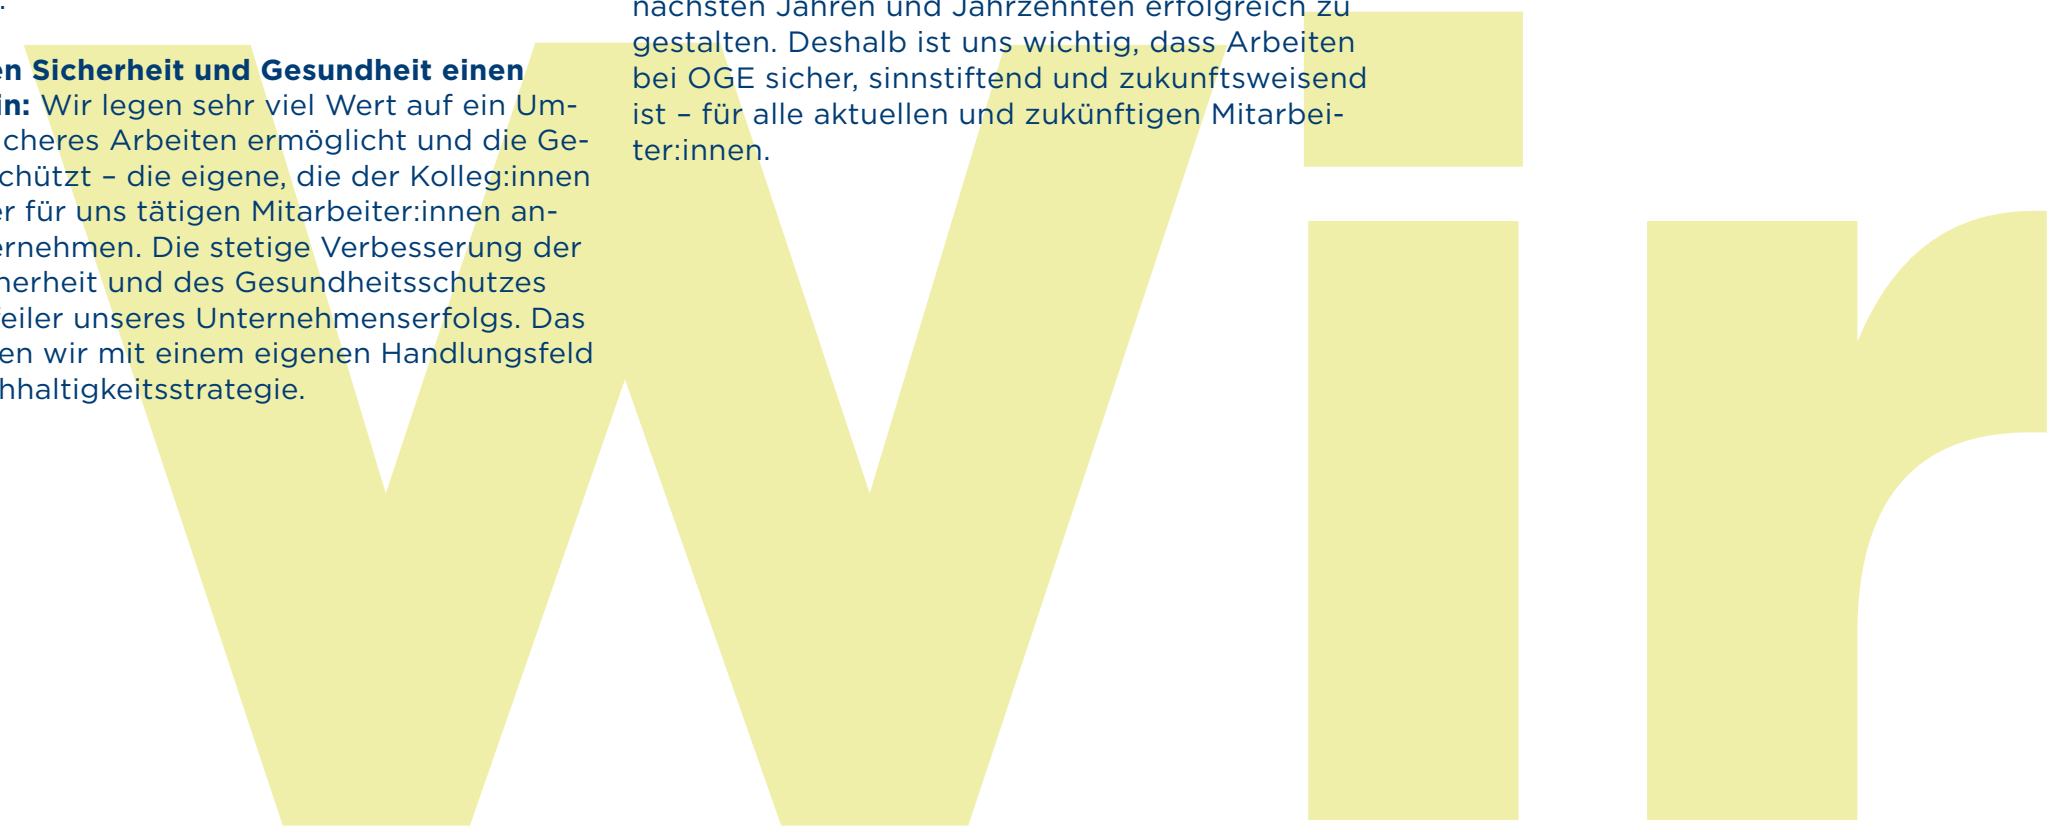 en Sicherheit und Gesundheit einen
in: Wir legen sehr viel Wert auf ein Um-
icheres Arbeiten ermöglicht und die Ge-
chützt – die eigene, die der Kolleg:innen
er für uns tätigen Mitarbeiter:innen an-
ernehmen. Die stetige Verbesserung der
herheit und des Gesundheitsschutzes
feiler unseres Unternehmenserfolgs. Das
en wir mit einem eigenen Handlungsfeld
hhaltigkeitsstrategie.
nächsten Jahren und Jahrzehnten erfolgreich zu
gestalten. Deshalb ist uns wichtig, dass Arbeiten
bei OGE sicher, sinnstiftend und zukunftsweisend
ist – für alle aktuellen und zukünftigen Mitarbei-
ter:innen.
Wir